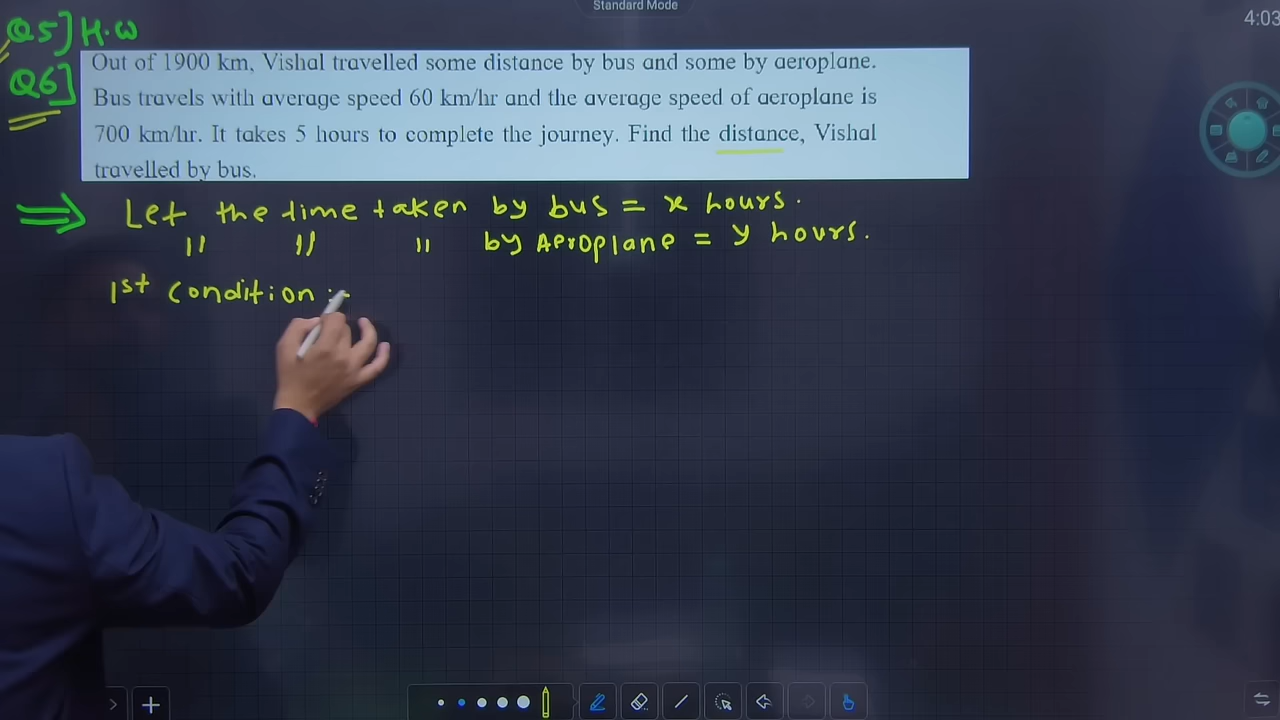 Standard Mode
4:03
Q5] H.W
Q6]
Out of 1900 km, Vishal travelled some distance by bus and some by aeroplane.
Bus travels with average speed 60 km/hr and the average speed of aeroplane is
700 km/hr. It takes 5 hours to complete the journey. Find the distance, Vishal
travelled by bus.
⇒ Let the time taken by bus = x hours.
" " " by Aeroplane = y hours.
1st condition :-